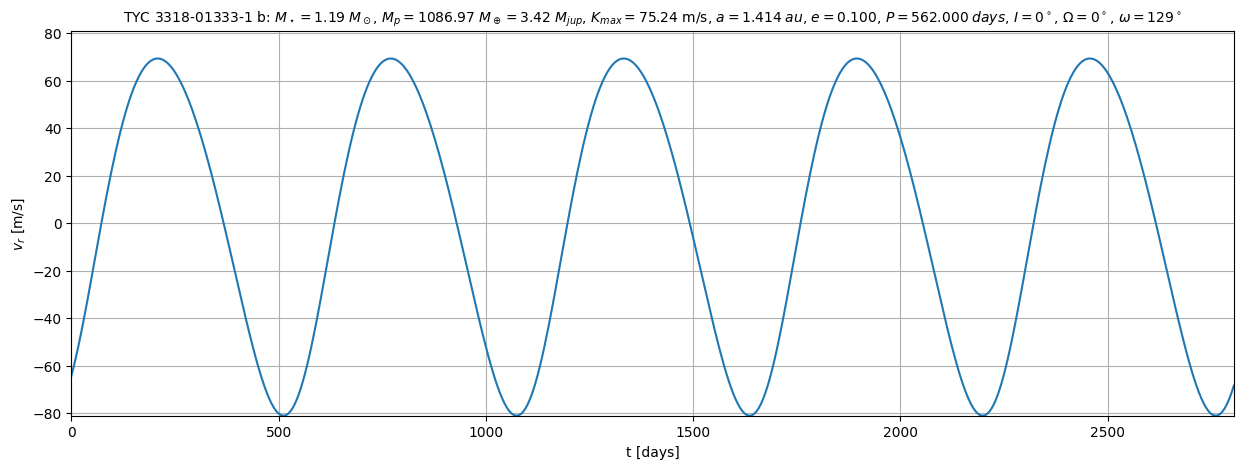 TYC 3318-01333-1 b: M⋆ = 1.19 M⊙, Mp = 1086.97 M⊕ = 3.42 Mjup, Kmax = 75.24 m/s, a = 1.414 au, e = 0.100, P = 562.000 days, I = 0°, Ω = 0°, ω = 129°
80
60
40
20
0
−20
−40
−60
−80
vr [m/s]
0 500 1000 1500 2000 2500
t [days]